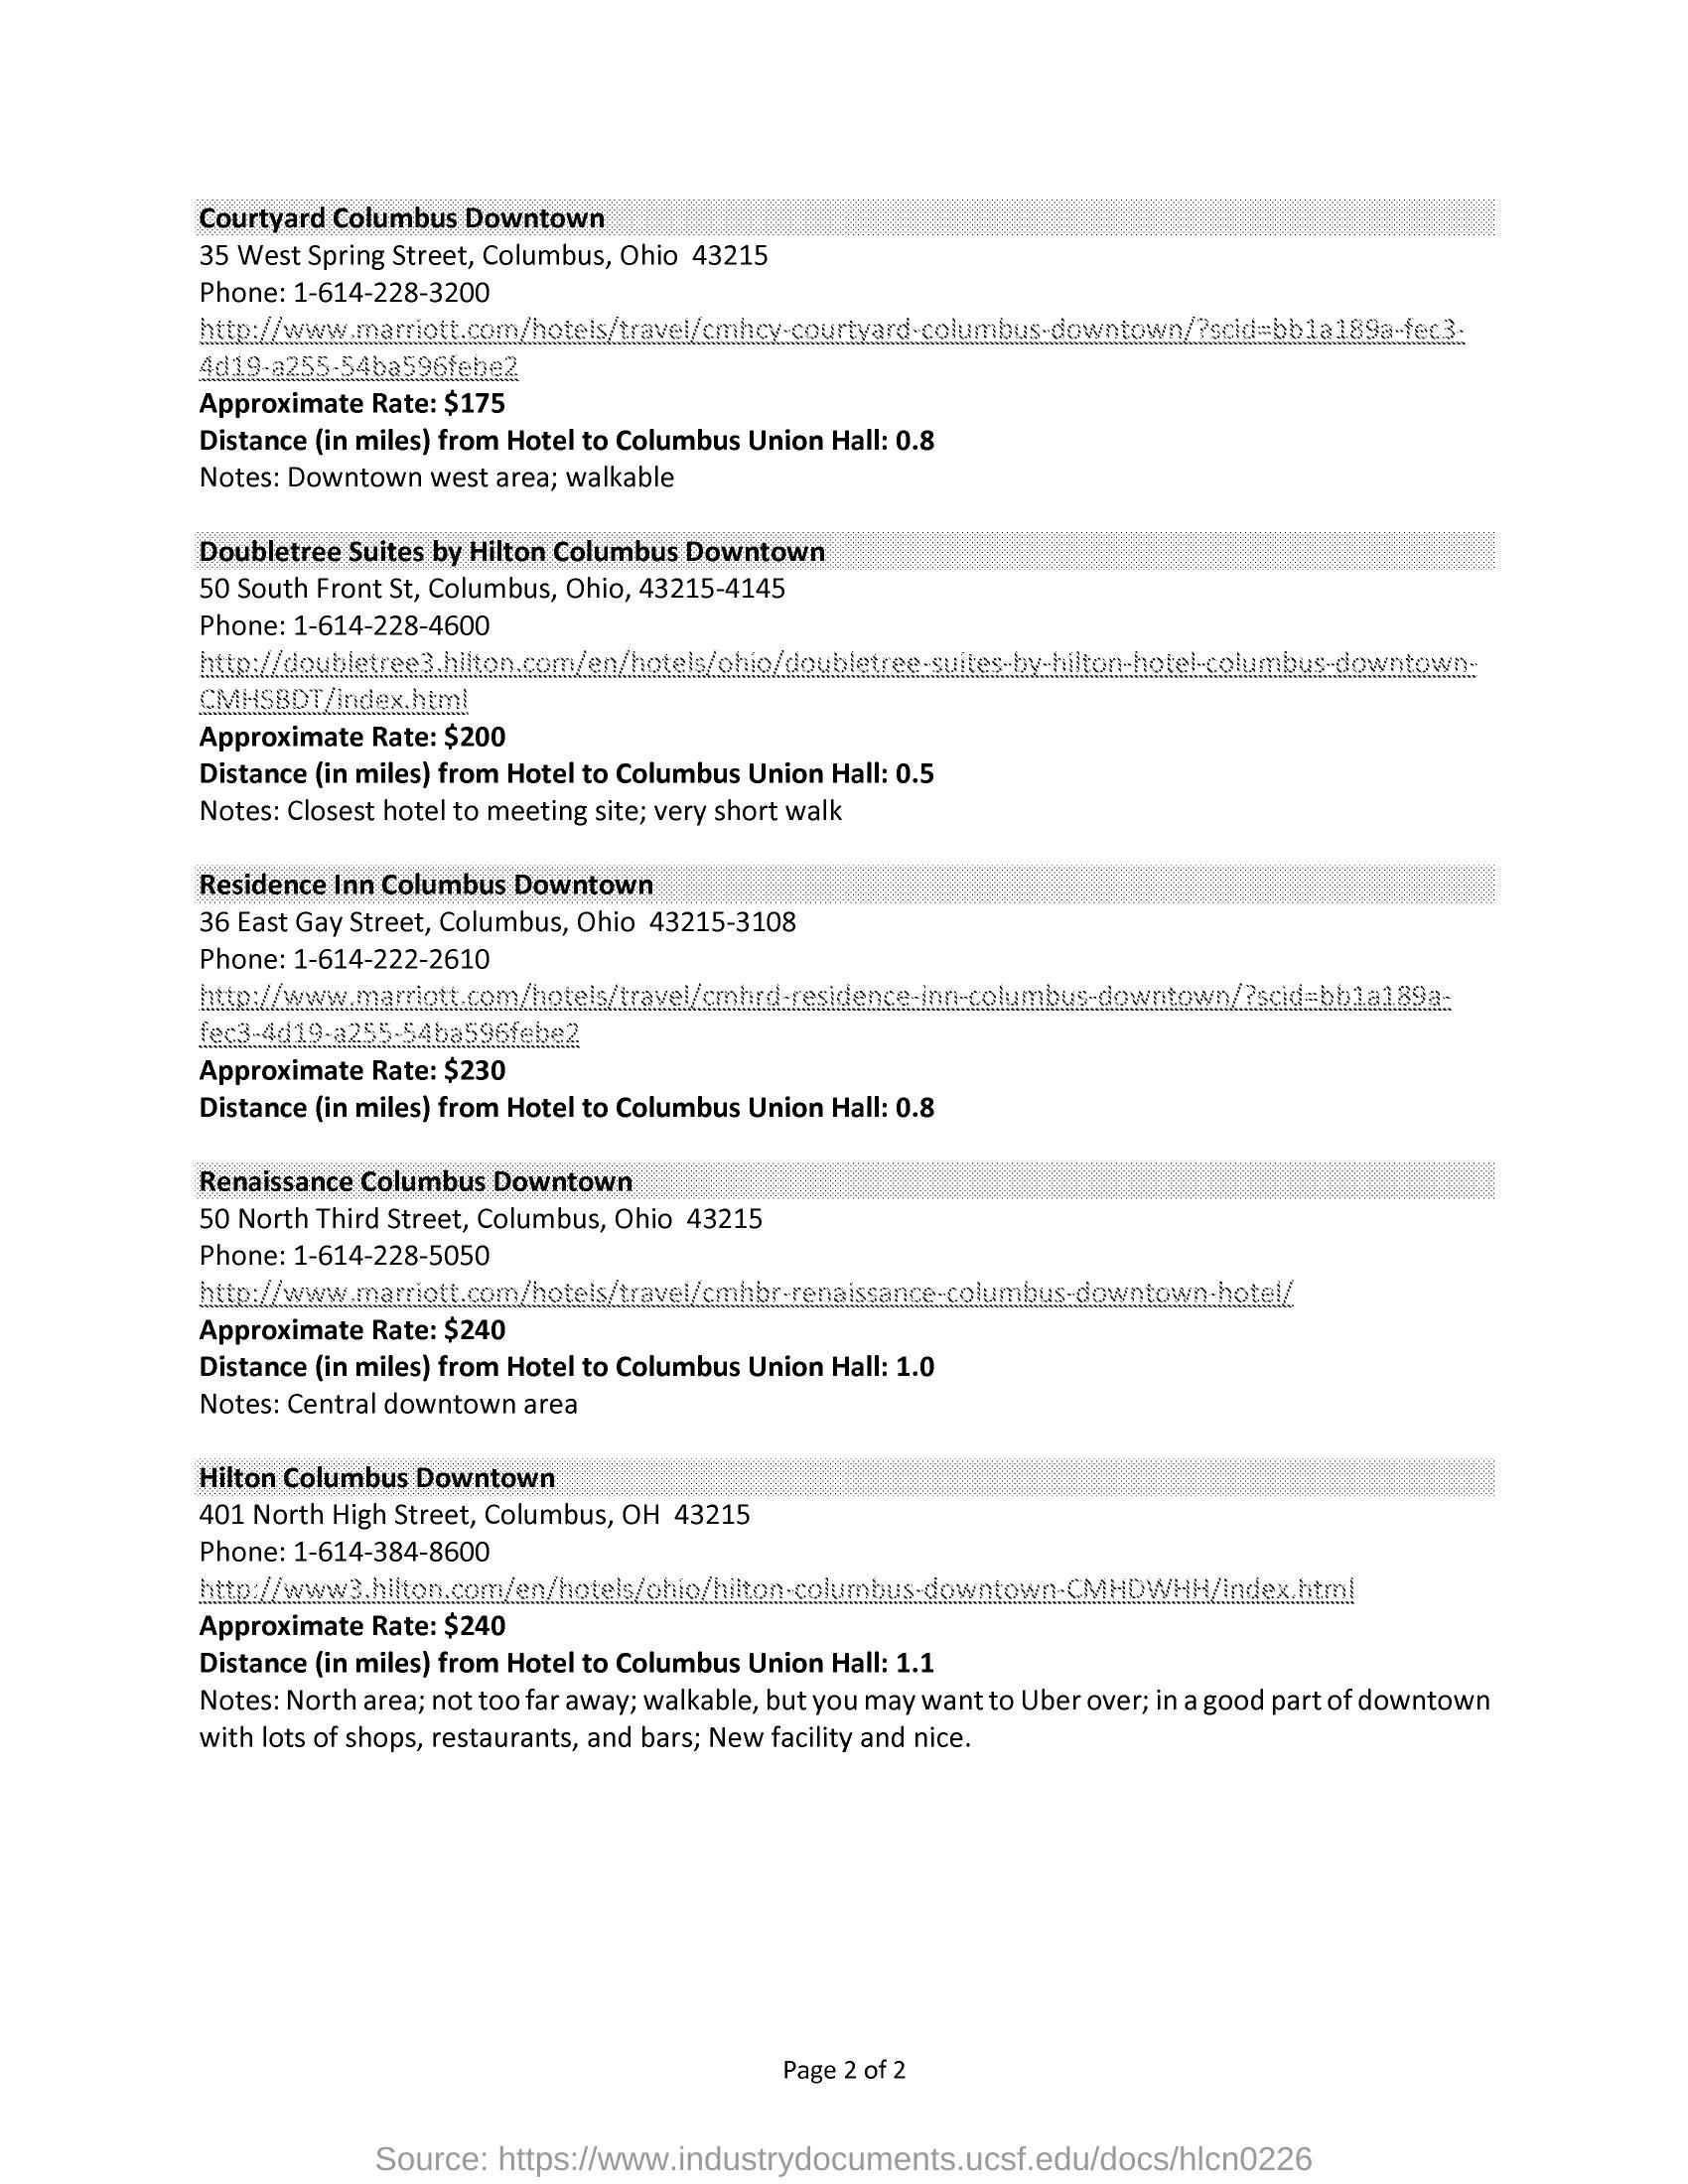 Courtyard Columbus Downtown
35 West Spring Street, Columbus, Ohio  43215
Phone: 1-614-228-3200
http://www.marriott.com/hotels/travel/cmhcy-courtyard-columbus-downtown/?scid=bb1a189a-fec3-
4d19-a255-54ba596febe2
Approximate Rate: $175
Distance (in miles) from Hotel to Columbus Union Hall: 0.8
Notes: Downtown west area; walkable
Doubletree Suites by Hilton Columbus Downtown
50 South Front St, Columbus, Ohio, 43215-4145
Phone: 1-614-228-4600
http://doubletree3.hilton.com/en/hotels/ohio/doubletree-suites-by-hilton-hotel-columbus-downtown-
CMHSBDT/index.html
Approximate Rate: $200
Distance (in miles) from Hotel to Columbus Union Hall: 0.5
Notes: Closest hotel to meeting site; very short walk
Residence Inn Columbus Downtown
36 East Gay Street, Columbus, Ohio  43215-3108
Phone: 1-614-222-2610
http://www.marriott.com/hotels/travel/cmhrd-residence-inn-columbus-downtown/?scid=bb1a189a-
fec3-4d19-a255-54ba596febe2
Approximate Rate: $230
Distance (in miles) from Hotel to Columbus Union Hall: 0.8
Renaissance Columbus Downtown
50 North Third Street, Columbus, Ohio  43215
Phone: 1-614-228-5050
http://www.marriott.com/hotels/travel/cmhbr-renaissance-columbus-downtown-hotel/
Approximate Rate: $240
Distance (in miles) from Hotel to Columbus Union Hall: 1.0
Notes: Central downtown area
Hilton Columbus Downtown
401 North High Street, Columbus, OH  43215
Phone: 1-614-384-8600
http://www3.hilton.com/en/hotels/ohio/hilton-columbus-downtown-CMHDWHH/index.html
Approximate Rate: $240
Distance (in miles) from Hotel to Columbus Union Hall: 1.1
Notes: North area; not too far away; walkable, but you may want to Uber over; in a good part of downtown
with lots of shops, restaurants, and bars; New facility and nice.
Page 2 of 2
Source: https://www.industrydocuments.ucsf.edu/docs/hlcn0226